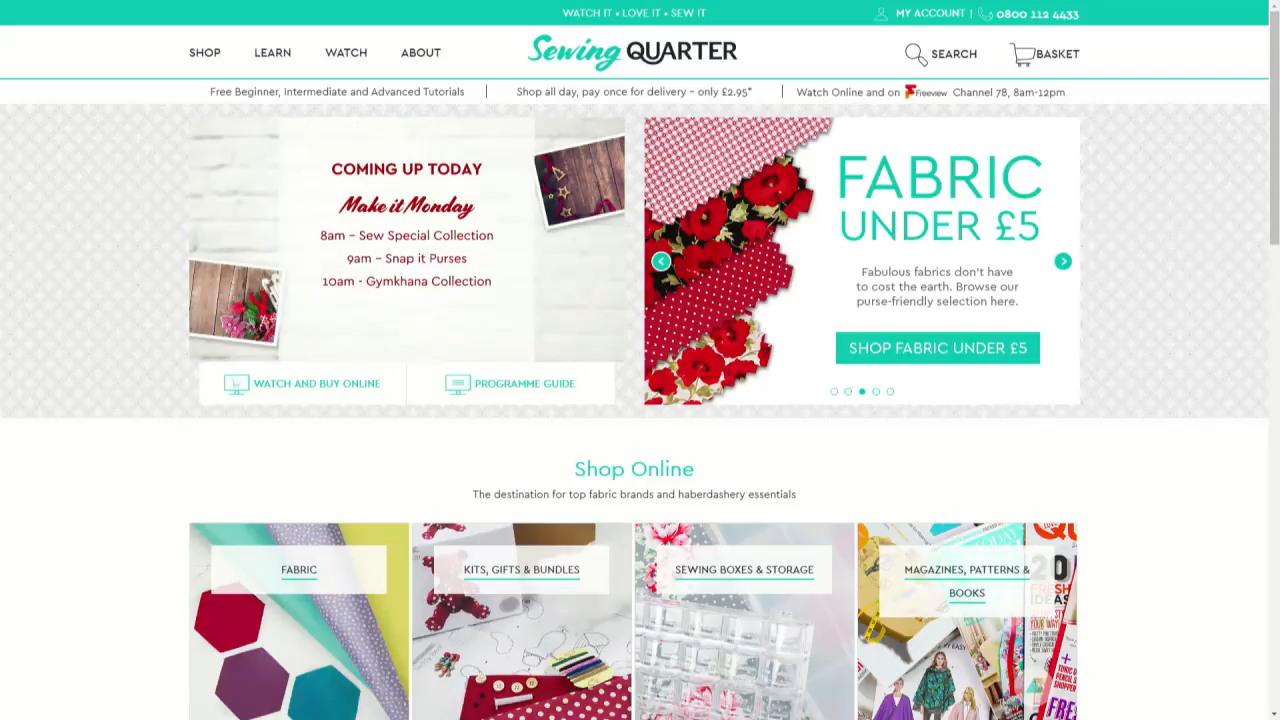 WATCH IT • LOVE IT • SEW IT
MY ACCOUNT | 0800 112 4433
SHOP LEARN WATCH ABOUT
Sewing QUARTER
SEARCH BASKET
Free Beginner, Intermediate and Advanced Tutorials
Shop all day, pay once for delivery - only £2.95*
Watch Online and on Freeview Channel 78, 8am-12pm
COMING UP TODAY
Make it Monday
8am - Sew Special Collection
9am - Snap it Purses
10am - Gymkhana Collection
WATCH AND BUY ONLINE
PROGRAMME GUIDE
FABRIC
UNDER £5
Fabulous fabrics don't have
to cost the earth. Browse our
purse-friendly selection here.
SHOP FABRIC UNDER £5
Shop Online
The destination for top fabric brands and haberdashery essentials
FABRIC
KITS, GIFTS & BUNDLES
SEWING BOXES & STORAGE
MAGAZINES, PATTERNS &
BOOKS
FRESH
IDEAS
YOUR WAY
FRE